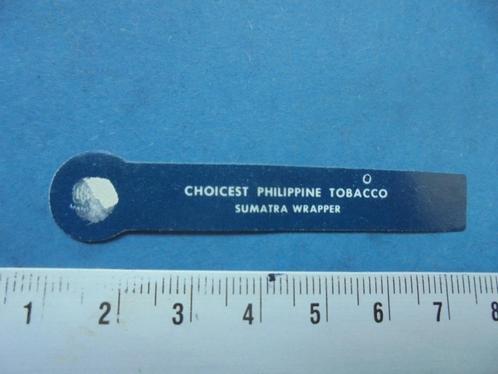 O
CHOICEST PHILIPPINE TOBACCO
SUMATRA WRAPPER
1 2 3 4 5 6 7 8